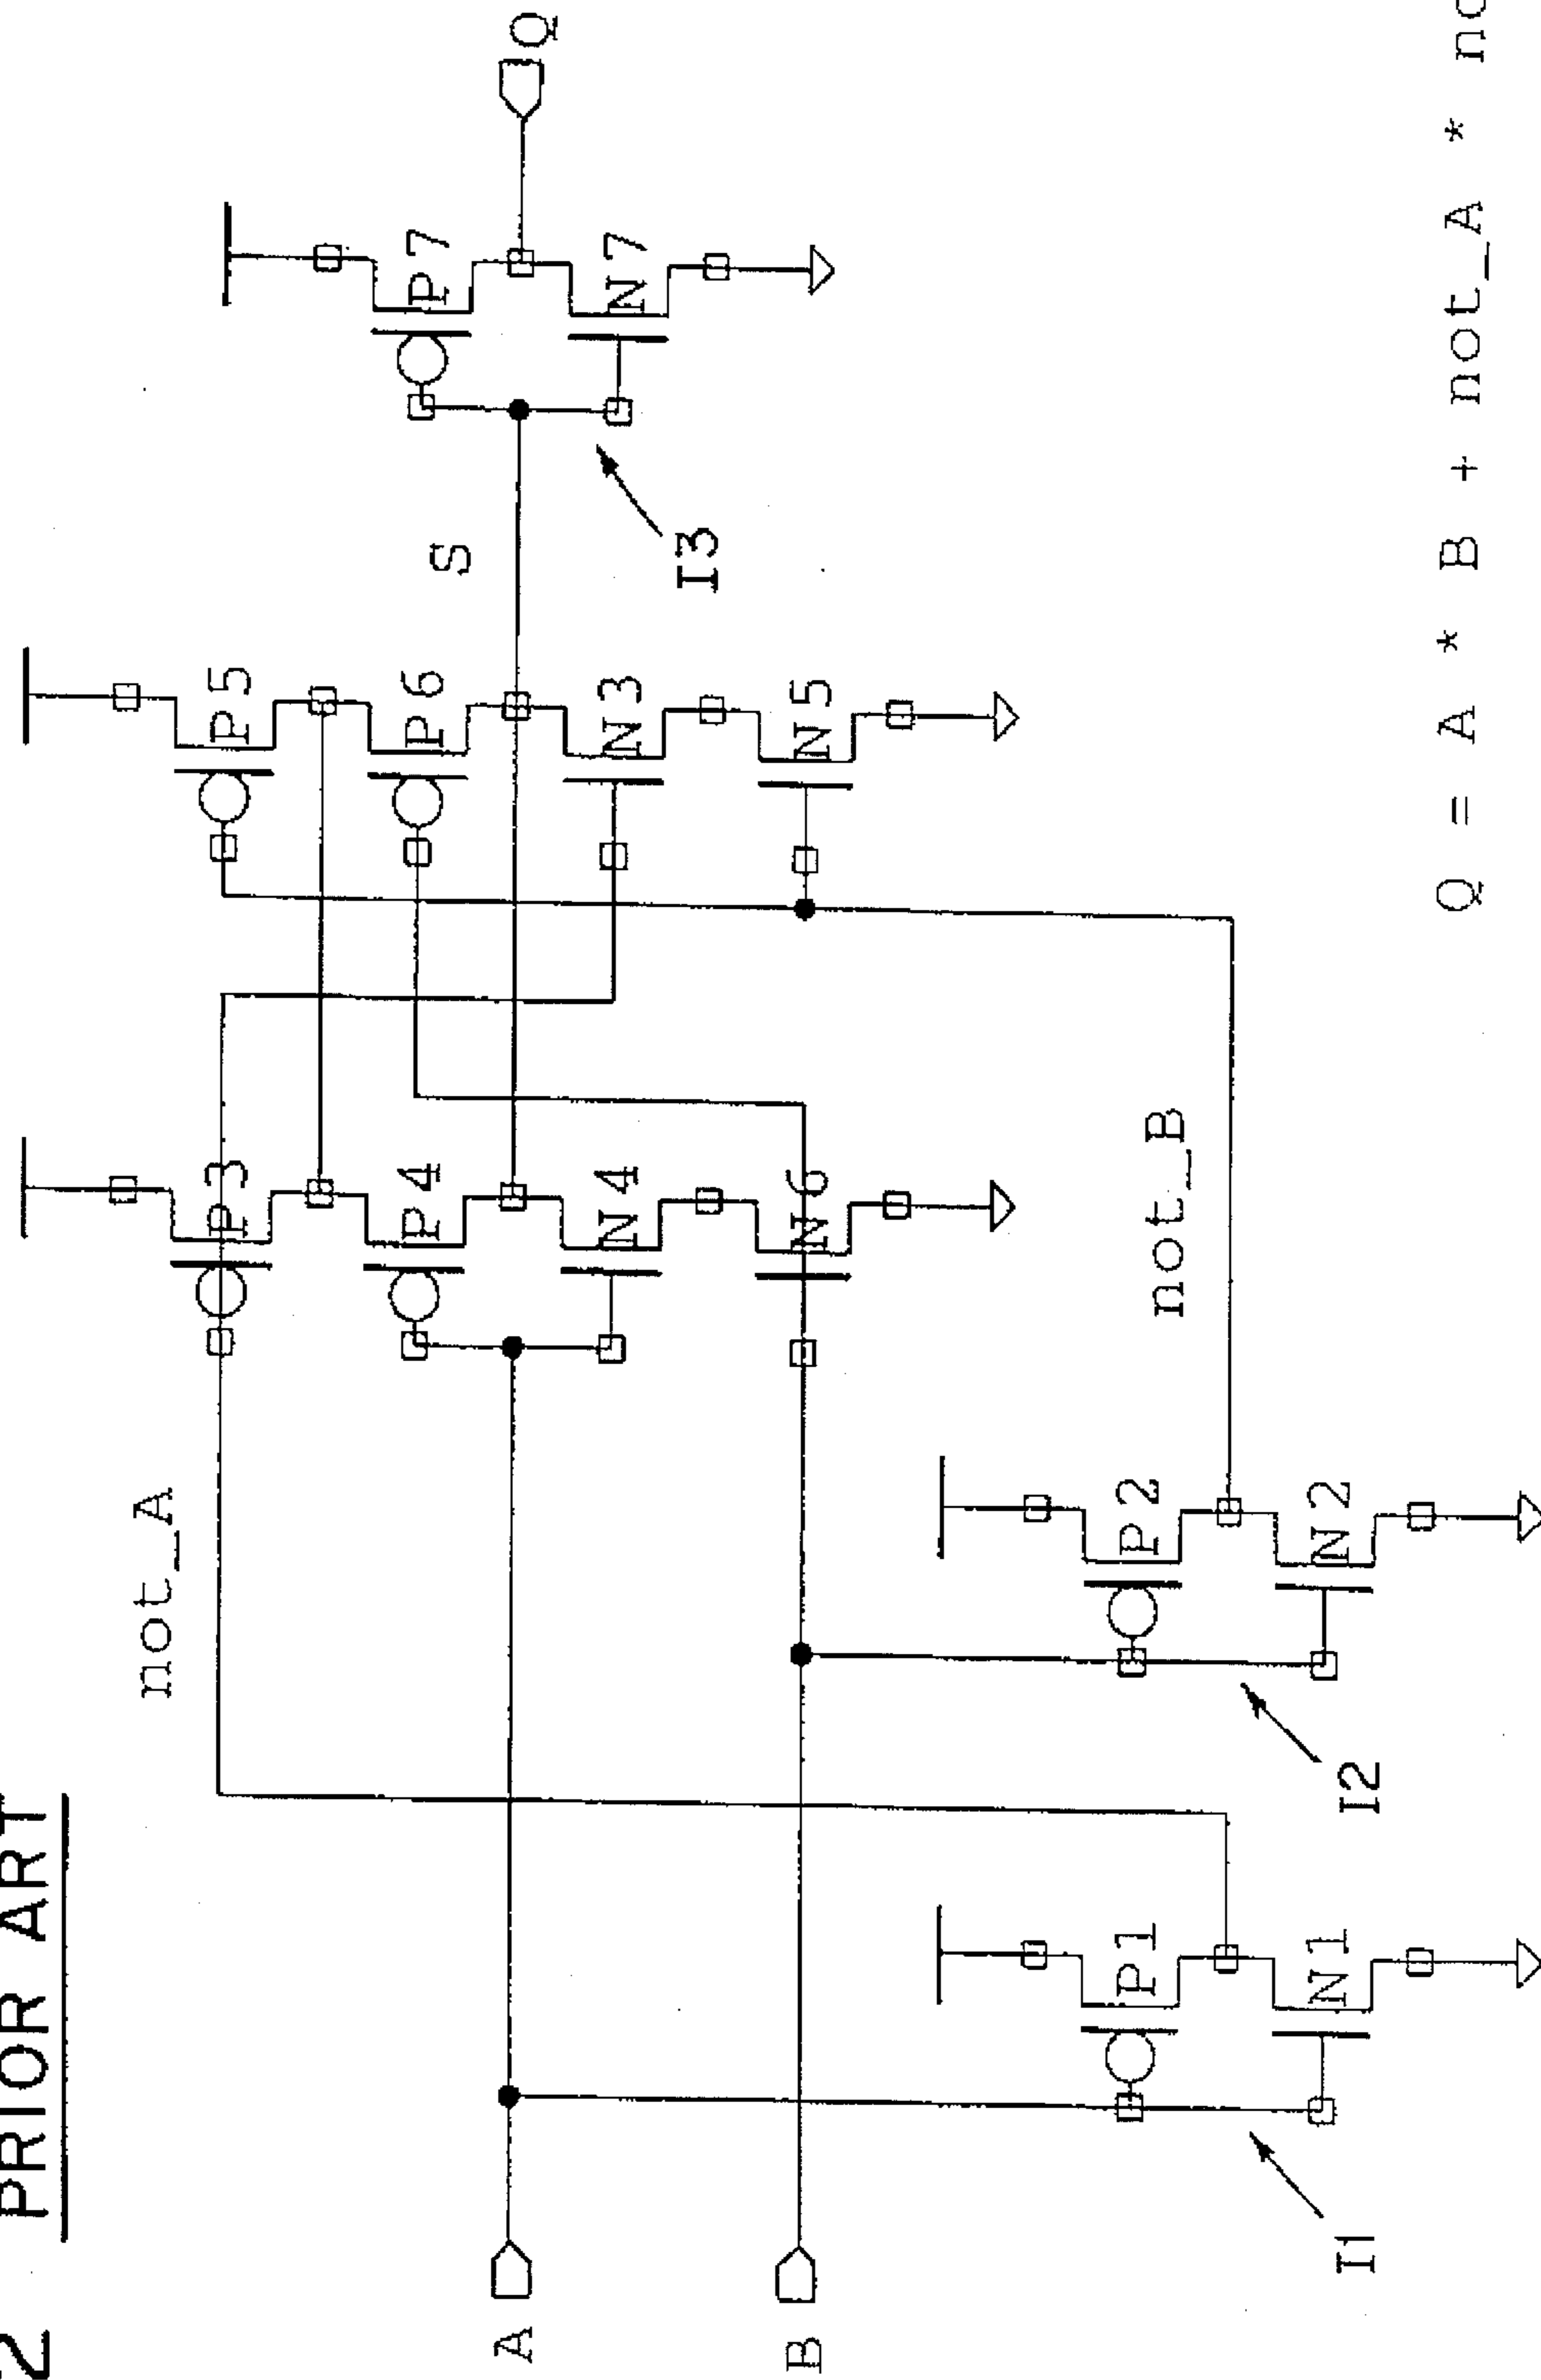 2 PRIOR ART
not_A
P3
P5
P4
P6
S
P7
Q
A
N4
N3
N7
I3
B
N6
N5
not_B
P1
P2
N1
N2
I1
I2
Q = A * B + not_A *